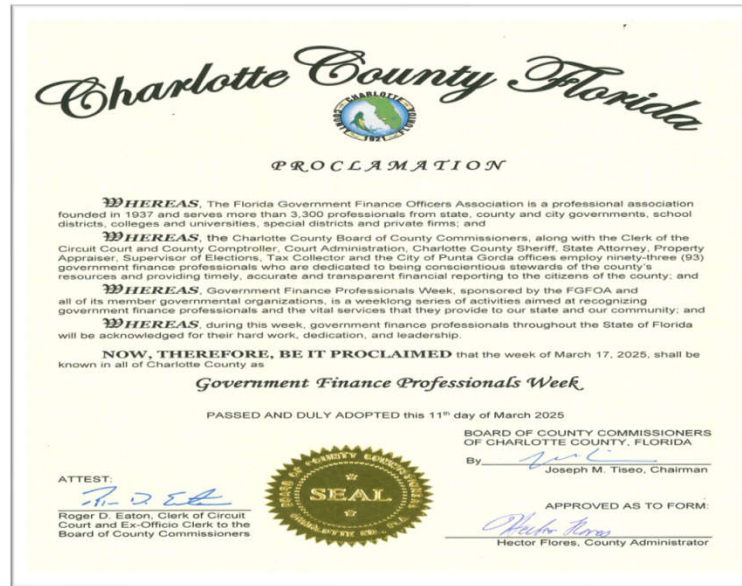 Charlotte County Florida
CHARLOTTE COUNTY FLORIDA 1921
PROCLAMATION
WHEREAS, The Florida Government Finance Officers Association is a professional association
founded in 1937 and serves more than 3,300 professionals from state, county and city governments, school
districts, colleges and universities, special districts and private firms; and
WHEREAS, the Charlotte County Board of County Commissioners, along with the Clerk of the
Circuit Court and County Comptroller, Court Administration, Charlotte County Sheriff, State Attorney, Property
Appraiser, Supervisor of Elections, Tax Collector and the City of Punta Gorda offices employ ninety-three (93)
government finance professionals who are dedicated to being conscientious stewards of the county's
resources and providing timely, accurate and transparent financial reporting to the citizens of the county; and
WHEREAS, Government Finance Professionals Week, sponsored by the FGFOA and
all of its member governmental organizations, is a weeklong series of activities aimed at recognizing
government finance professionals and the vital services that they provide to our state and our community; and
WHEREAS, during this week, government finance professionals throughout the State of Florida
will be acknowledged for their hard work, dedication, and leadership.
NOW, THEREFORE, BE IT PROCLAIMED that the week of March 17, 2025, shall be
known in all of Charlotte County as
Government Finance Professionals Week
PASSED AND DULY ADOPTED this 11th day of March 2025
BOARD OF COUNTY COMMISSIONERS
OF CHARLOTTE COUNTY, FLORIDA
By
Joseph M. Tiseo, Chairman
ATTEST:
Roger D. Eaton, Clerk of Circuit
Court and Ex-Officio Clerk to the
Board of County Commissioners
BOARD OF COUNTY COMMISSIONERS
SEAL
CHARLOTTE CO., FLA.
APPROVED AS TO FORM:
Hector Flores
Hector Flores, County Administrator